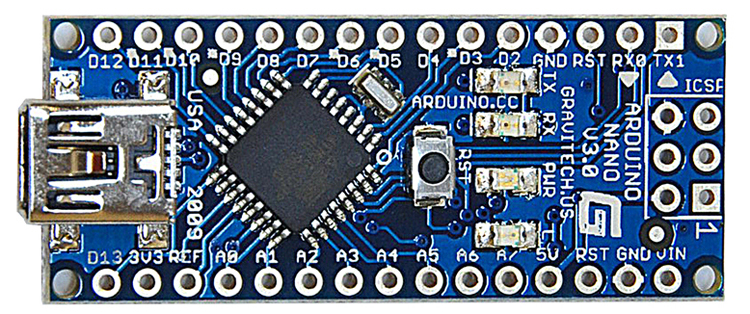 D12 D11 D10 D9 D8 D7 D6 D5 D4 D3 D2 GND RST RX0 TX1
ICSP
TX
RX
PWR
L
ARDUINO.CC
RST
GRAVITECH.US
ARDUINO
NANO
V3.0
USA
2009
1
D13 3V3 REF A0 A1 A2 A3 A4 A5 A6 A7 5V RST GND VIN